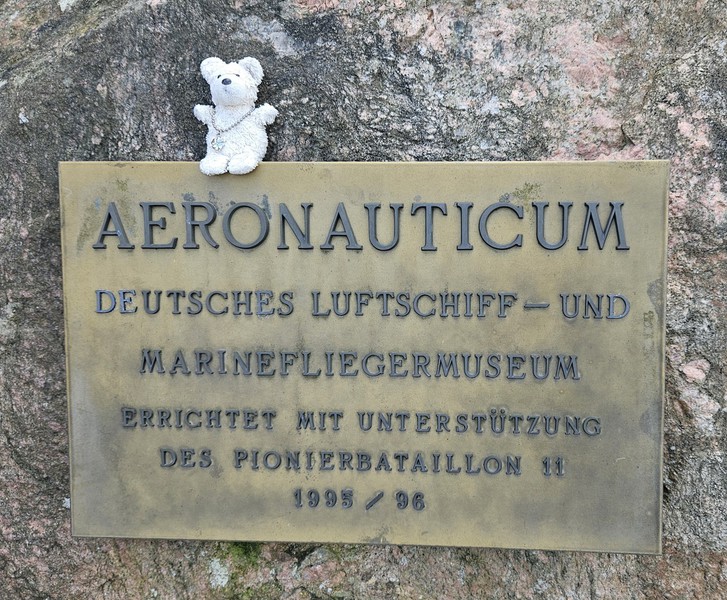 AERONAUTICUM
DEUTSCHES LUFTSCHIFF – UND
MARINEFLIEGERMUSEUM
ERRICHTET MIT UNTERSTÜTZUNG
DES PIONIERBATAILLON 11
1995 / 96